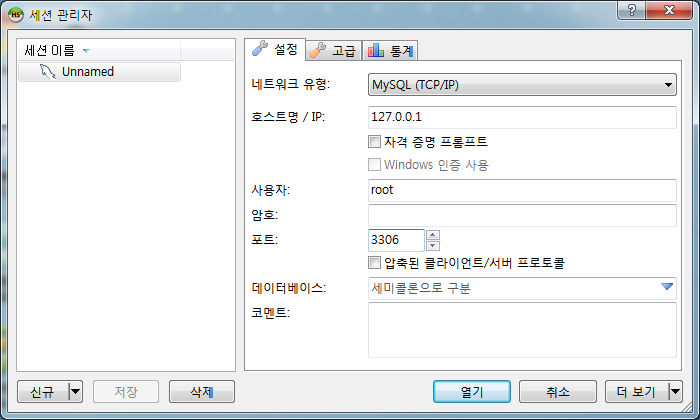 HS 세션 관리자
세션 이름
Unnamed
설정 고급 통계
네트워크 유형: MySQL (TCP/IP)
호스트명 / IP: 127.0.0.1
자격 증명 프롬프트
Windows 인증 사용
사용자: root
암호:
포트: 3306
압축된 클라이언트/서버 프로토콜
데이터베이스: 세미콜론으로 구분
코멘트:
신규 저장 삭제 열기 취소 더 보기